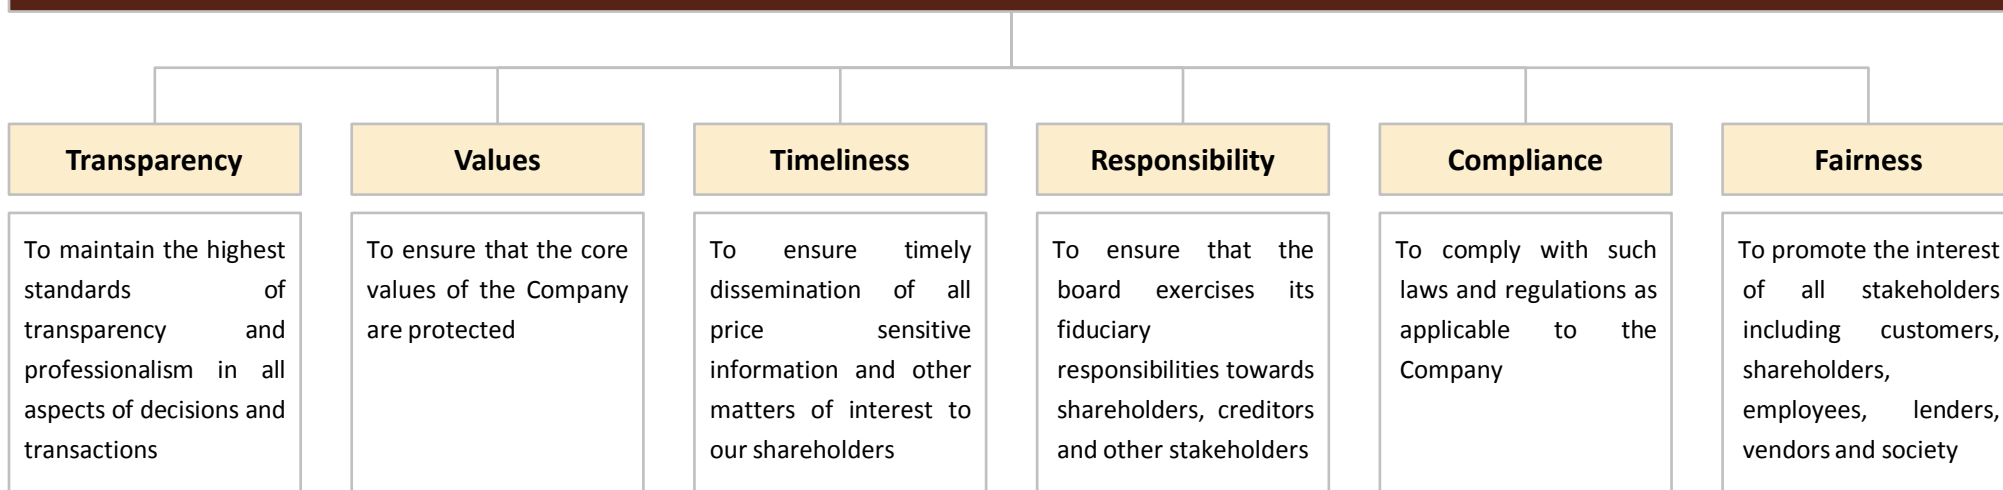 Transparency
Values
Timeliness
Responsibility
Compliance
Fairness
To maintain the highest
standards of
transparency and
professionalism in all
aspects of decisions and
transactions
To ensure that the core
values of the Company
are protected
To ensure timely
dissemination of all
price sensitive
information and other
matters of interest to
our shareholders
To ensure that the
board exercises its
fiduciary
responsibilities towards
shareholders, creditors
and other stakeholders
To comply with such
laws and regulations as
applicable to the
Company
To promote the interest
of all stakeholders
including customers,
shareholders,
employees, lenders,
vendors and society